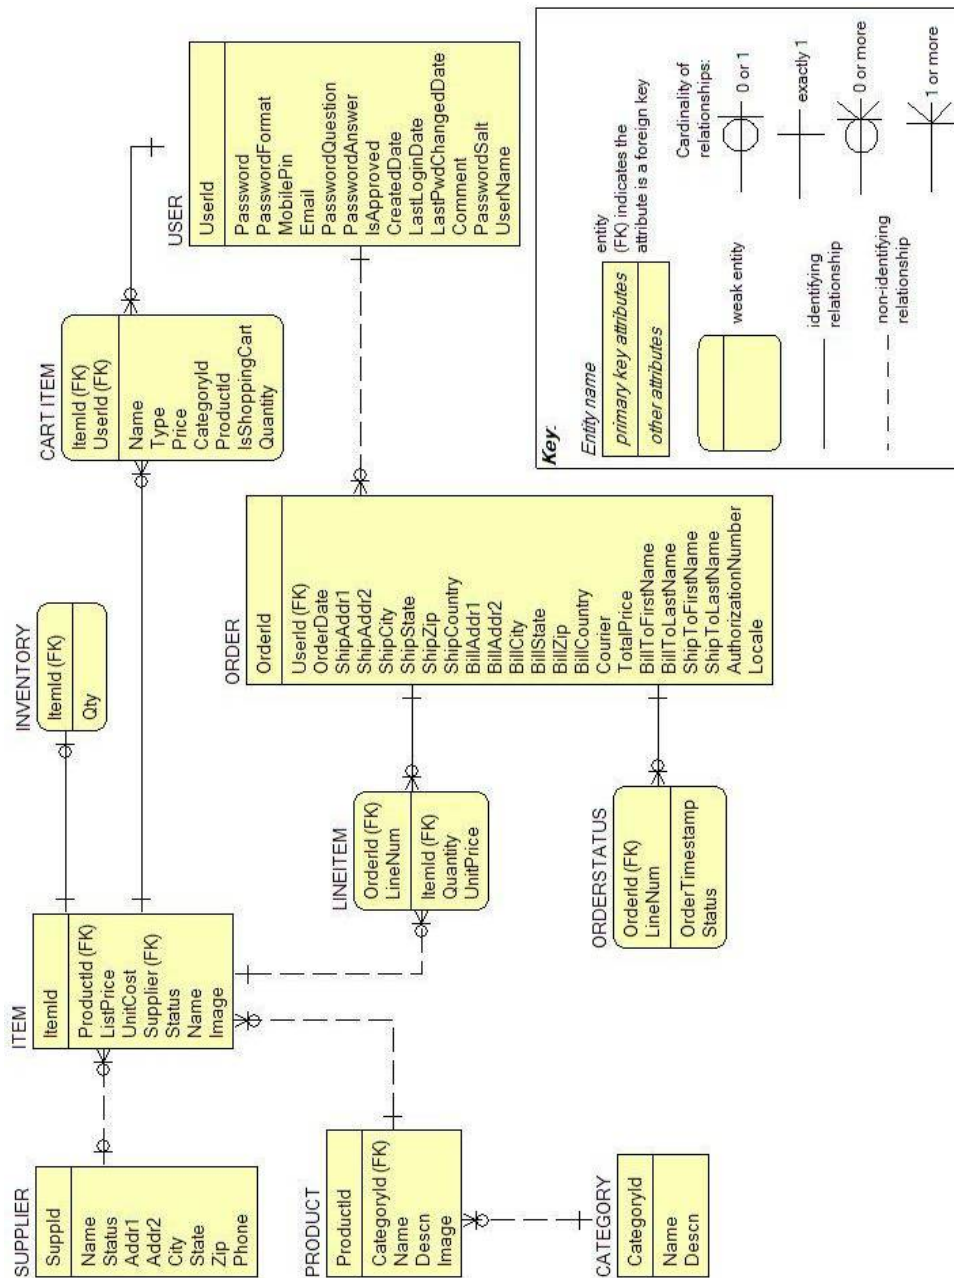 SUPPLIER
SuppId
Name
Status
Addr1
Addr2
City
State
Zip
Phone
ITEM
ItemId
ProductId (FK)
ListPrice
UnitCost
Supplier (FK)
Status
Name
Image
INVENTORY
ItemId (FK)
Qty
CART ITEM
ItemId (FK)
UserId (FK)
Name
Type
Price
CategoryId
ProductId
IsShoppingCart
Quantity
USER
UserId
Password
PasswordFormat
MobilePin
Email
PasswordQuestion
PasswordAnswer
IsApproved
CreatedDate
LastLoginDate
LastPwdChangedDate
Comment
PasswordSalt
UserName
ORDER
OrderId
UserId (FK)
OrderDate
ShipAddr1
ShipAddr2
ShipCity
ShipState
ShipZip
ShipCountry
BillAddr1
BillAddr2
BillCity
BillState
BillZip
BillCountry
Courier
TotalPrice
BillToFirstName
BillToLastName
ShipToFirstName
ShipToLastName
AuthorizationNumber
Locale
LINEITEM
OrderId (FK)
LineNum
ItemId (FK)
Quantity
UnitPrice
ORDERSTATUS
OrderId (FK)
LineNum
OrderTimestamp
Status
PRODUCT
ProductId
CategoryId (FK)
Name
Descn
Image
CATEGORY
CategoryId
Name
Descn
Key:
Entity name
primary key attributes
other attributes
entity
(FK) indicates the
attribute is a foreign key
weak entity
identifying
relationship
non-identifying
relationship
Cardinality of
relationships:
0 or 1
exactly 1
0 or more
1 or more